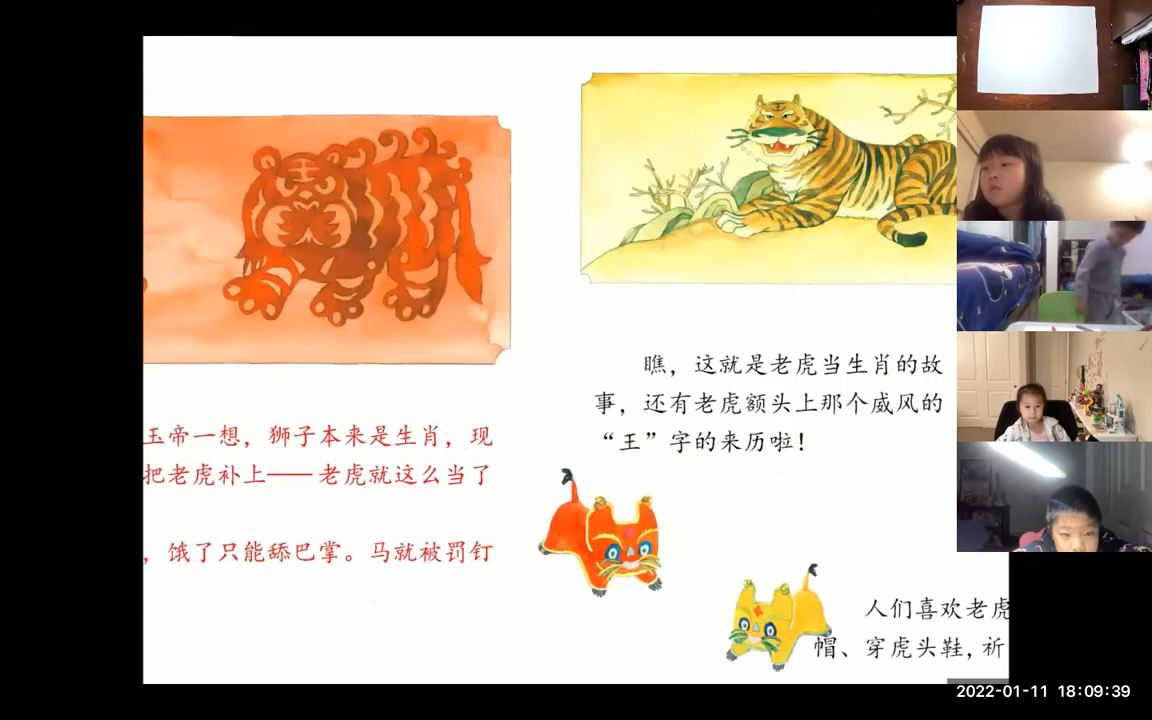 玉帝一想，狮子本来是生肖，现
把老虎补上——老虎就这么当了
，饿了只能舔巴掌。马就被罚钉
瞧，这就是老虎当生肖的故
事，还有老虎额头上那个威风的
“王”字的来历啦！
人们喜欢老虎
帽、穿虎头鞋，祈
2022-01-11 18:09:39